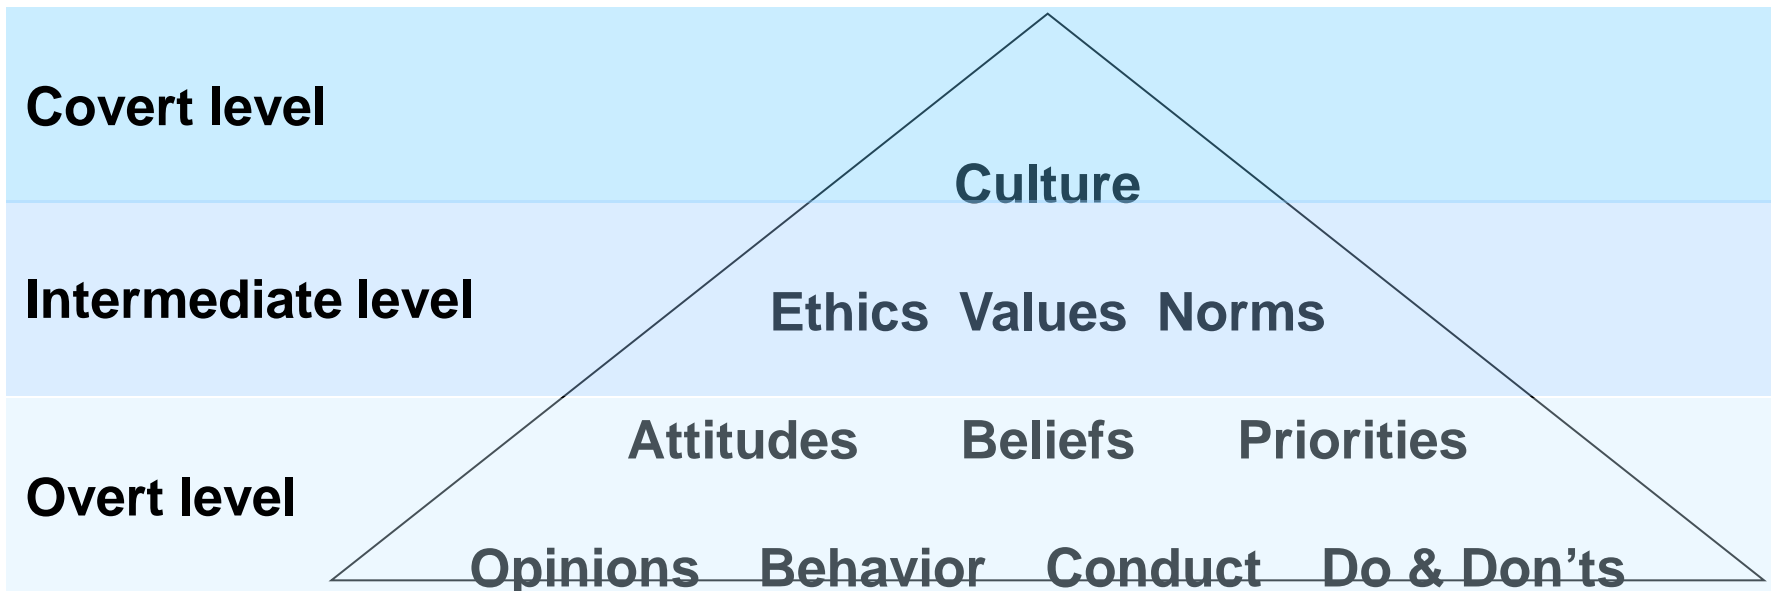 Covert level
Culture
Intermediate level
Ethics Values Norms
Attitudes Beliefs Priorities
Overt level
Opinions Behavior Conduct Do & Don’ts